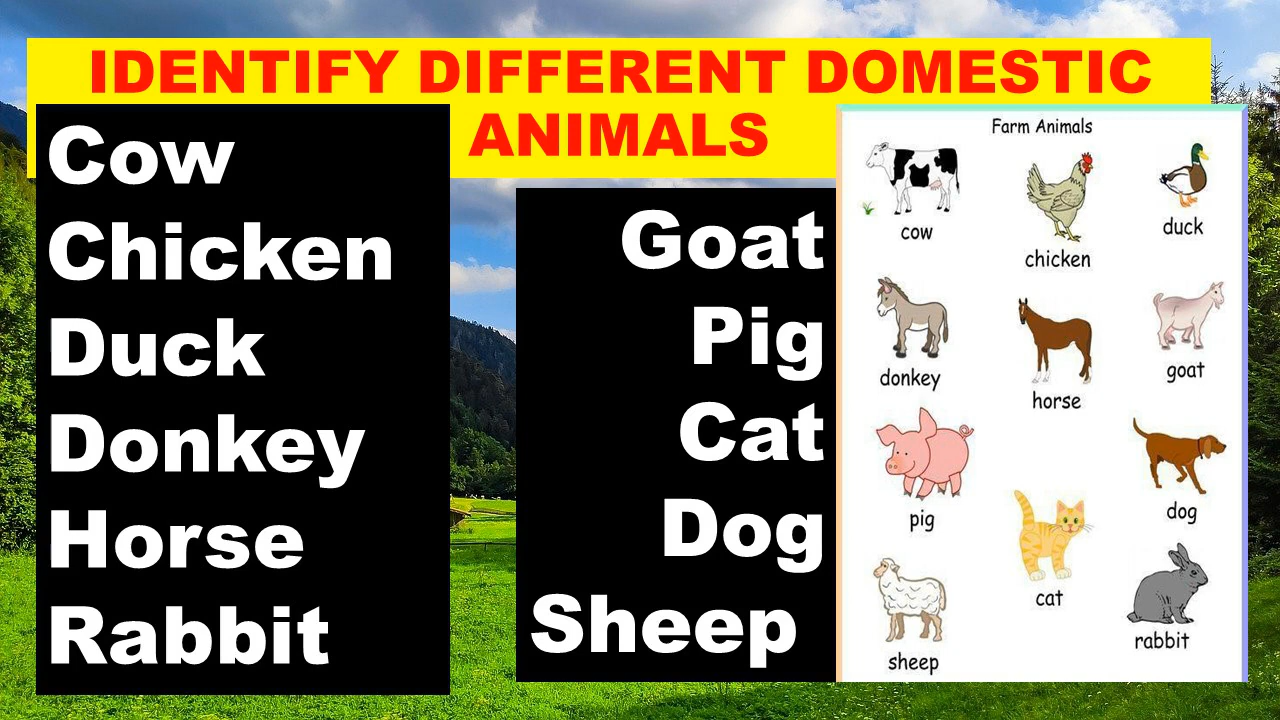 IDENTIFY DIFFERENT DOMESTIC
ANIMALS
Cow
Chicken
Duck
Donkey
Horse
Rabbit
Goat
Pig
Cat
Dog
Sheep
Farm Animals
cow
chicken
duck
donkey
horse
goat
pig
cat
dog
sheep
rabbit